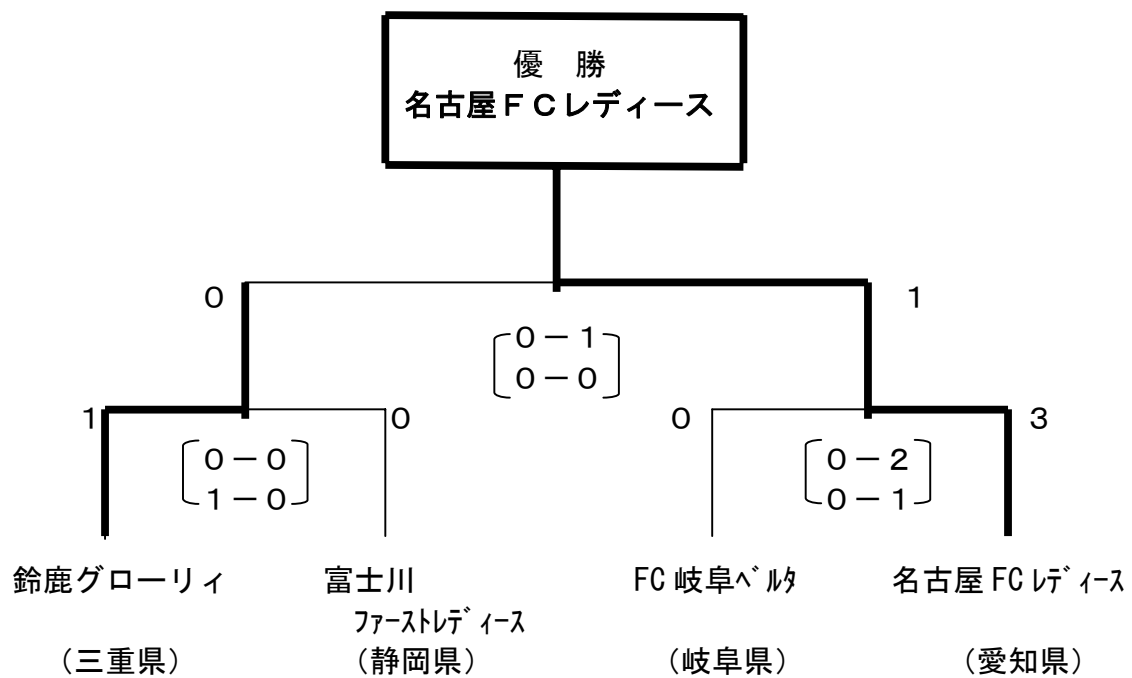 優　勝
名古屋ＦＣレディース
０ １
０－１
０－０
１ ０ ０ ３
０－０ ０－２
１－０ ０－１
鈴鹿グローリィ 富士川 FC 岐阜ﾍﾞﾙﾀ 名古屋 FC ﾚﾃﾞｨｰｽ
ﾌｧｰｽﾄﾚﾃﾞｨｰｽ
（三重県） （静岡県） （岐阜県） （愛知県）